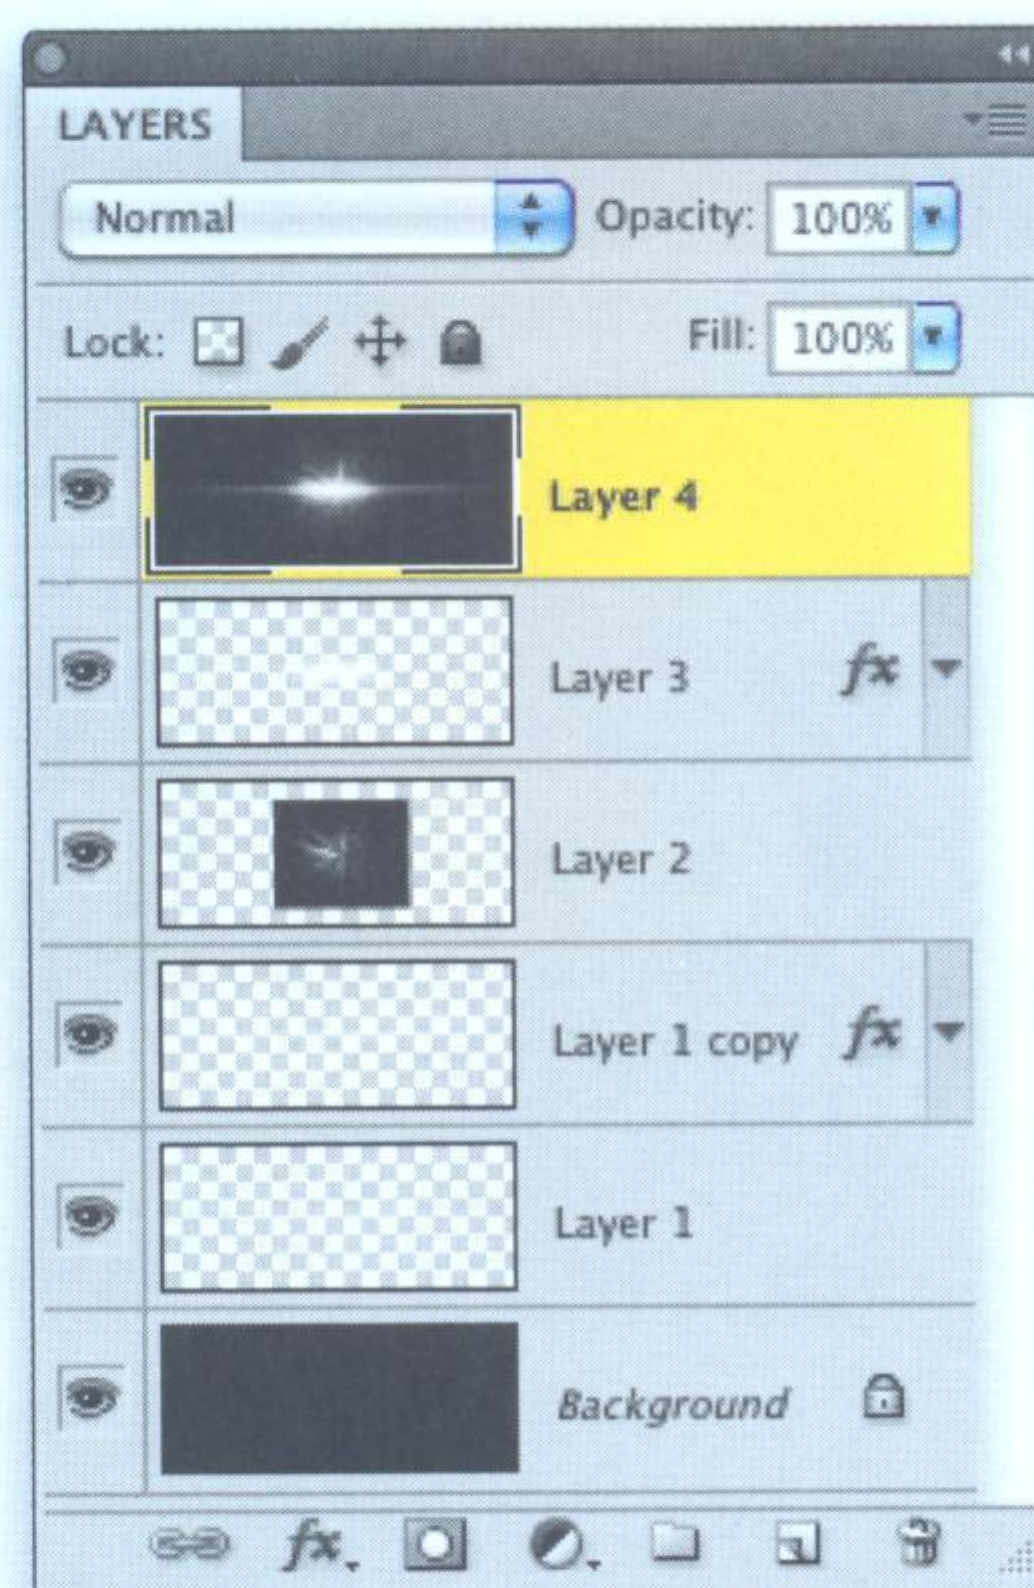 LAYERS
Normal Opacity: 100%
Lock: Fill: 100%
Layer 4
Layer 3 fx
Layer 2
Layer 1 copy fx
Layer 1
Background
fx.